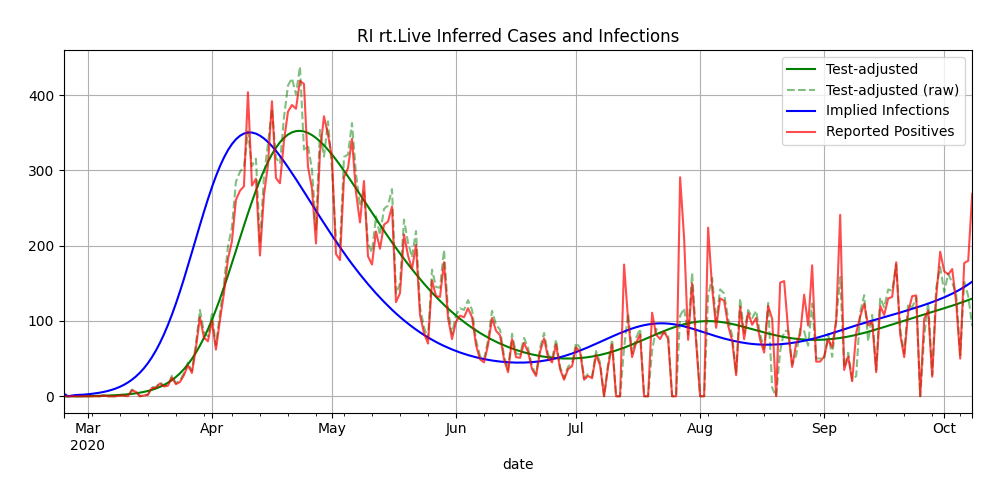 RI rt.Live Inferred Cases and Infections
Test-adjusted
Test-adjusted (raw)
Implied Infections
Reported Positives
400
300
200
100
0
Mar Apr May Jun Jul Aug Sep Oct
2020
date